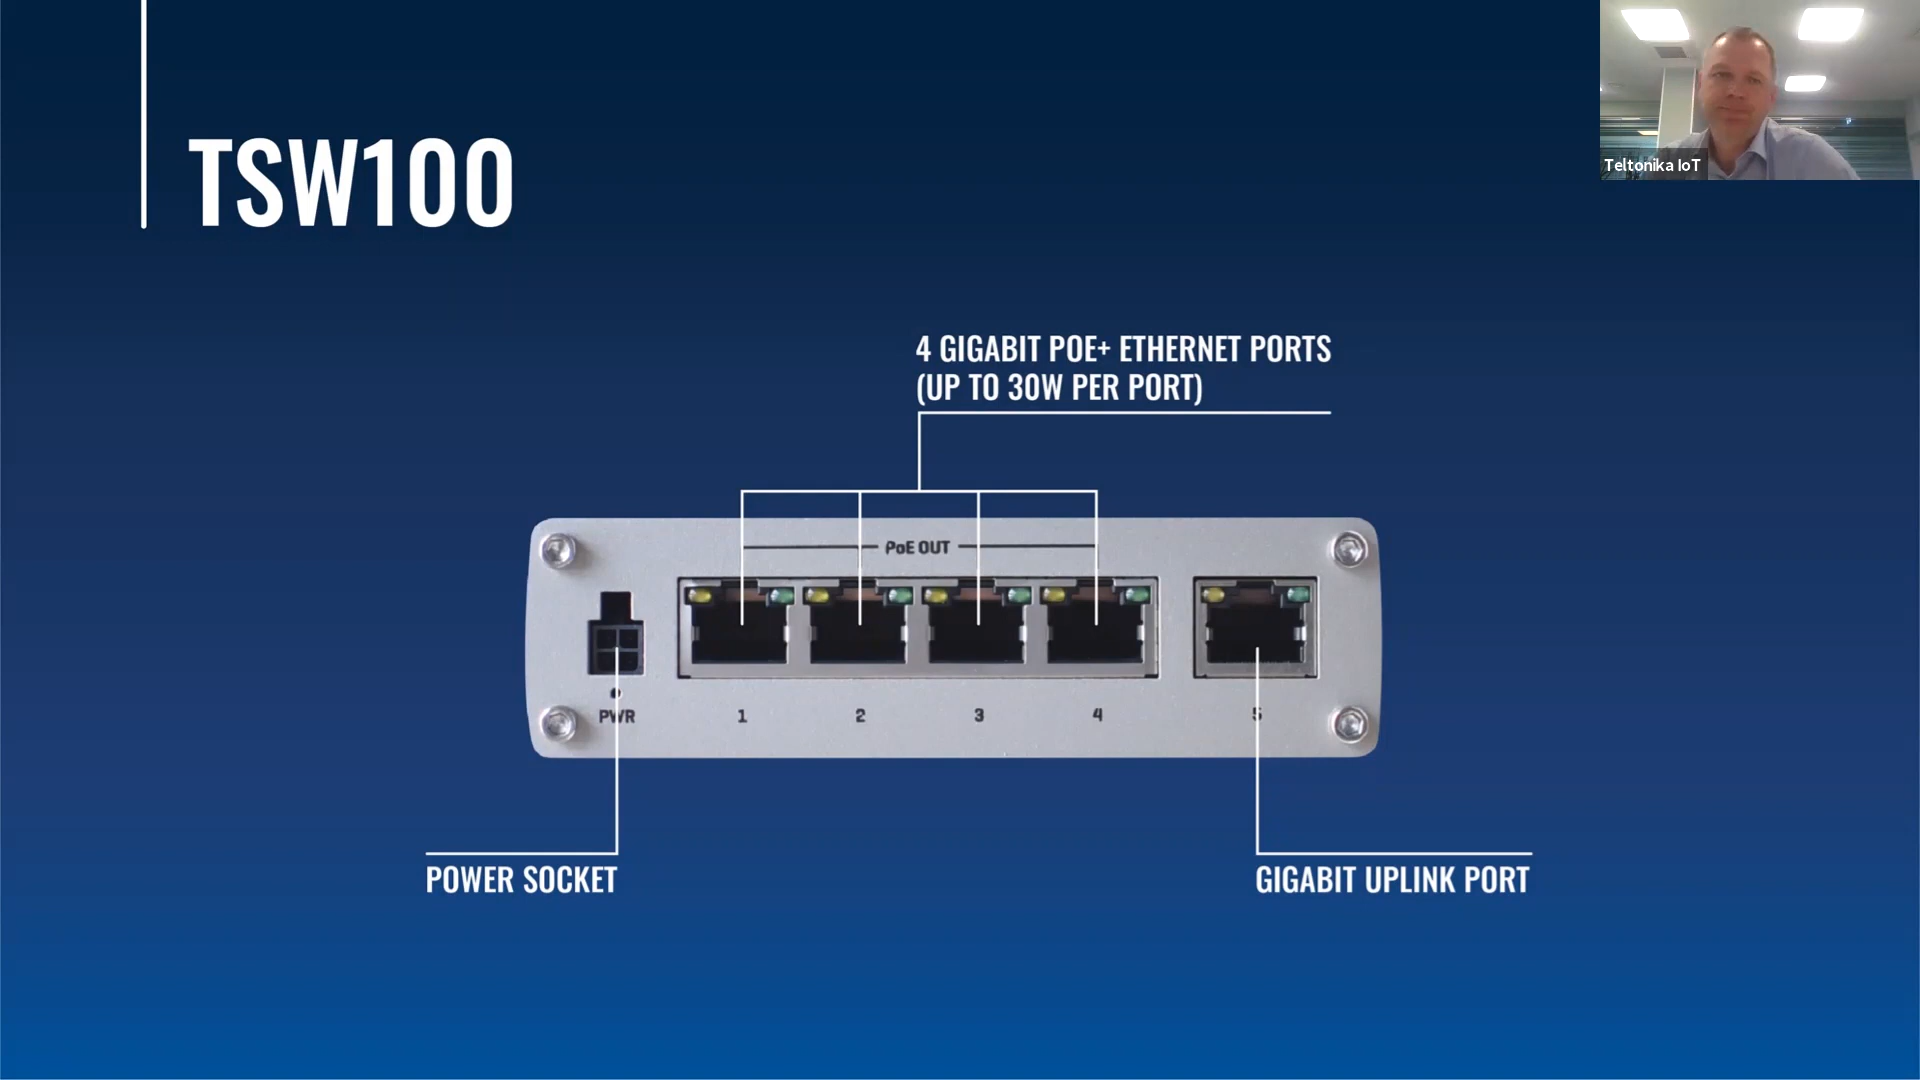 TSW100
Teltonika IoT
4 GIGABIT POE+ ETHERNET PORTS
(UP TO 30W PER PORT)
PoE OUT
PWR
1
2
3
4
5
POWER SOCKET
GIGABIT UPLINK PORT